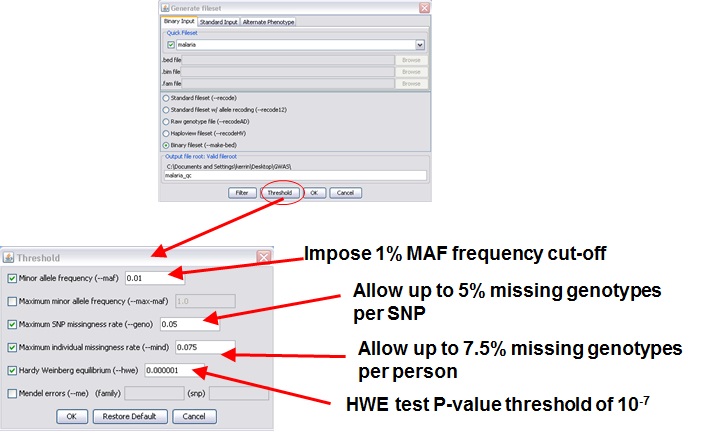 Generate fileset
Binary Input Standard Input Alternate Phenotype
Quick Fileset
malaria
.bed file Browse
.bim file Browse
.fam file Browse
Standard fileset (--recode)
Standard fileset w/ allele recoding (--recode12)
Raw genotype file (--recodeAD)
Haploview fileset (--recodeHV)
Binary fileset (--make-bed)
Output file root: Valid fileroot
C:\Documents and Settings\kerrin\Desktop\GWAS\
malaria_qc
Filter Threshold OK Cancel
Threshold
Minor allele frequency (--maf) 0.01
Maximum minor allele frequency (--max-maf) 1.0
Maximum SNP missingness rate (--geno) 0.05
Maximum individual missingness rate (--mind) 0.075
Hardy Weinberg equilibrium (--hwe) 0.000001
Mendel errors (--me) (family) (snp)
OK Restore Default Cancel
Impose 1% MAF frequency cut-off
Allow up to 5% missing genotypes
per SNP
Allow up to 7.5% missing genotypes
per person
HWE test P-value threshold of 10-7